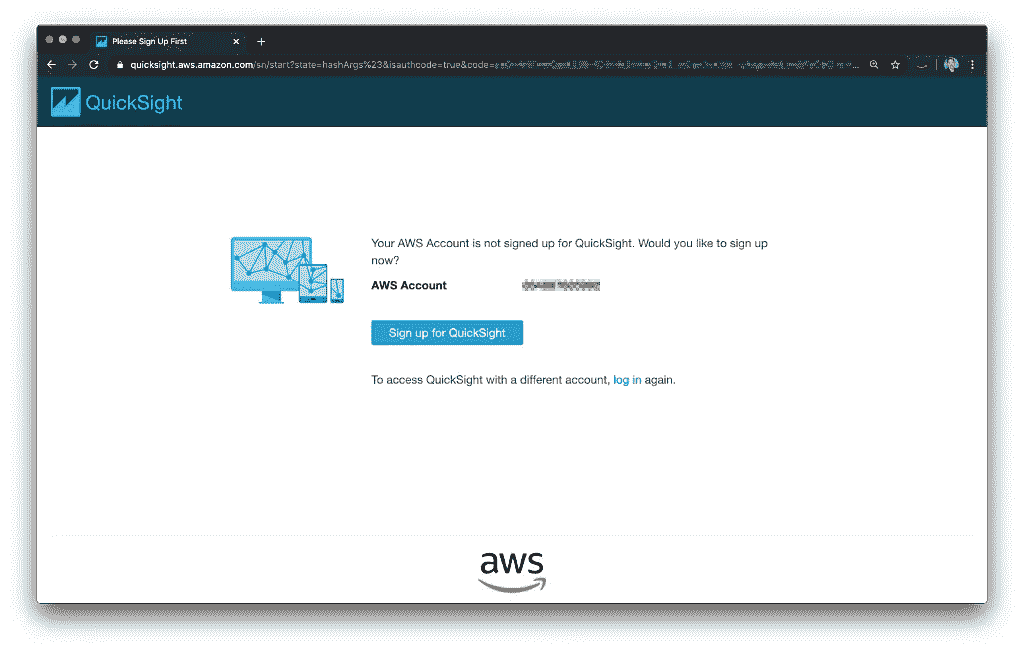 Please Sign Up First
quicksight.aws.amazon.com/sn/start?state=hashArgs%23&isauthcode=true&code=
QuickSight
Your AWS Account is not signed up for QuickSight. Would you like to sign up
now?
AWS Account
Sign up for QuickSight
To access QuickSight with a different account, log in again.
aws